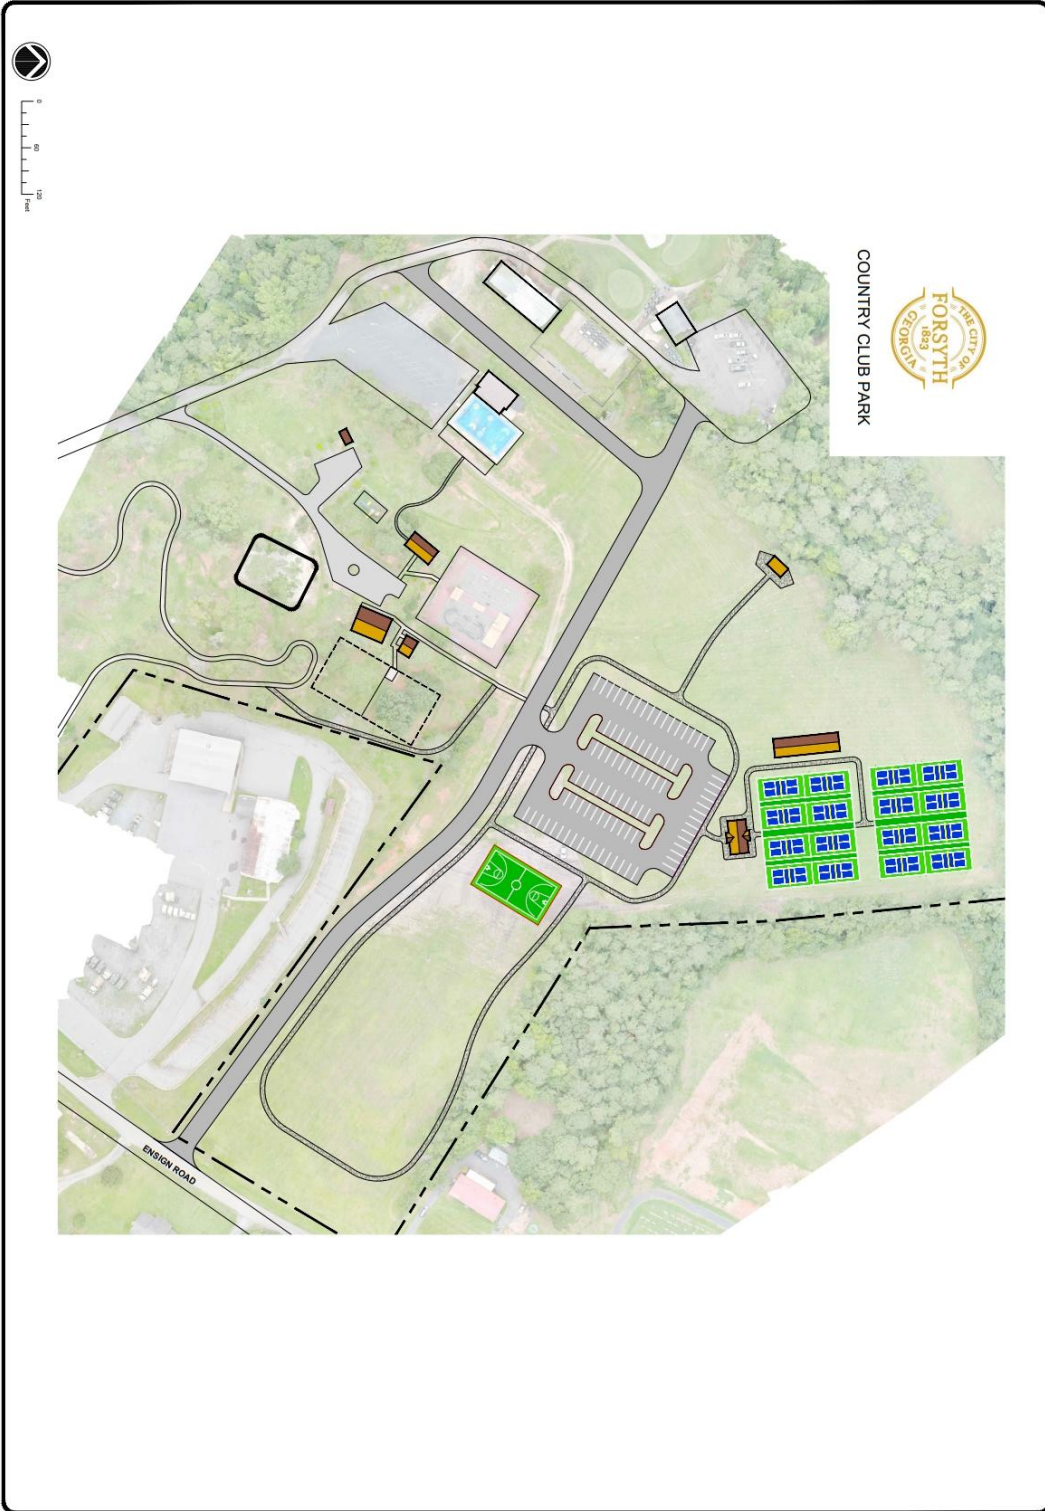 THE CITY OF
FORSYTH
1823
GEORGIA
COUNTRY CLUB PARK
0
60
120
Feet
ENSIGN ROAD